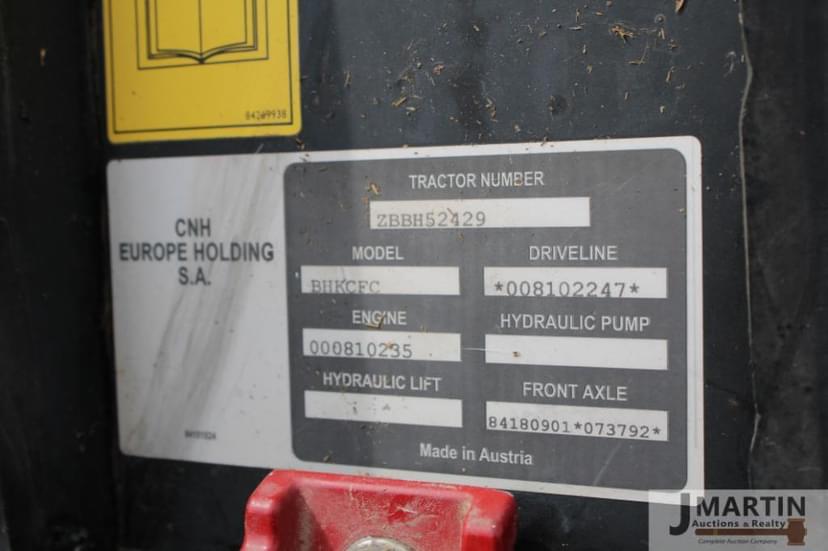 84269938
CNH
EUROPE HOLDING
S.A.
TRACTOR NUMBER
ZBBH52429
MODEL
BHKCFC
DRIVELINE
*008102247*
ENGINE
000810235
HYDRAULIC PUMP
HYDRAULIC LIFT
FRONT AXLE
84180901*073792*
Made in Austria
J MARTIN
Auctions & Realty
Complete Auction Company